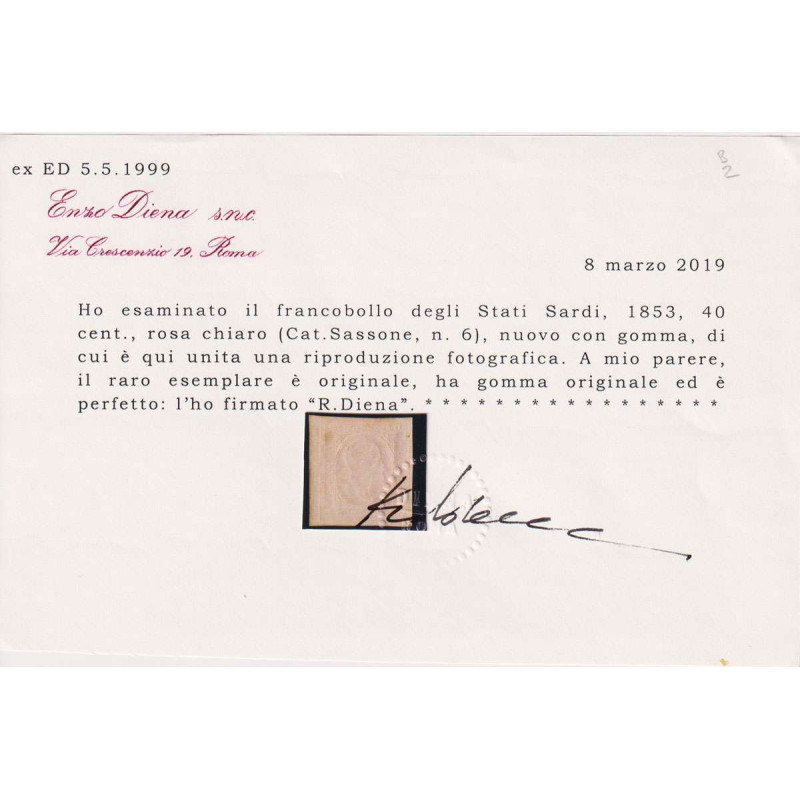 ex ED 5.5.1999
Enzo Diena s.n.c.
Via Crescenzio 19, Roma
8 marzo 2019
Ho esaminato il francobollo degli Stati Sardi, 1853, 40
cent., rosa chiaro (Cat.Sassone, n. 6), nuovo con gomma, di
cui è qui unita una riproduzione fotografica. A mio parere,
il raro esemplare è originale, ha gomma originale ed è
perfetto: l’ho firmato “R.Diena”. * * * * * * * * * * * * * * * * *